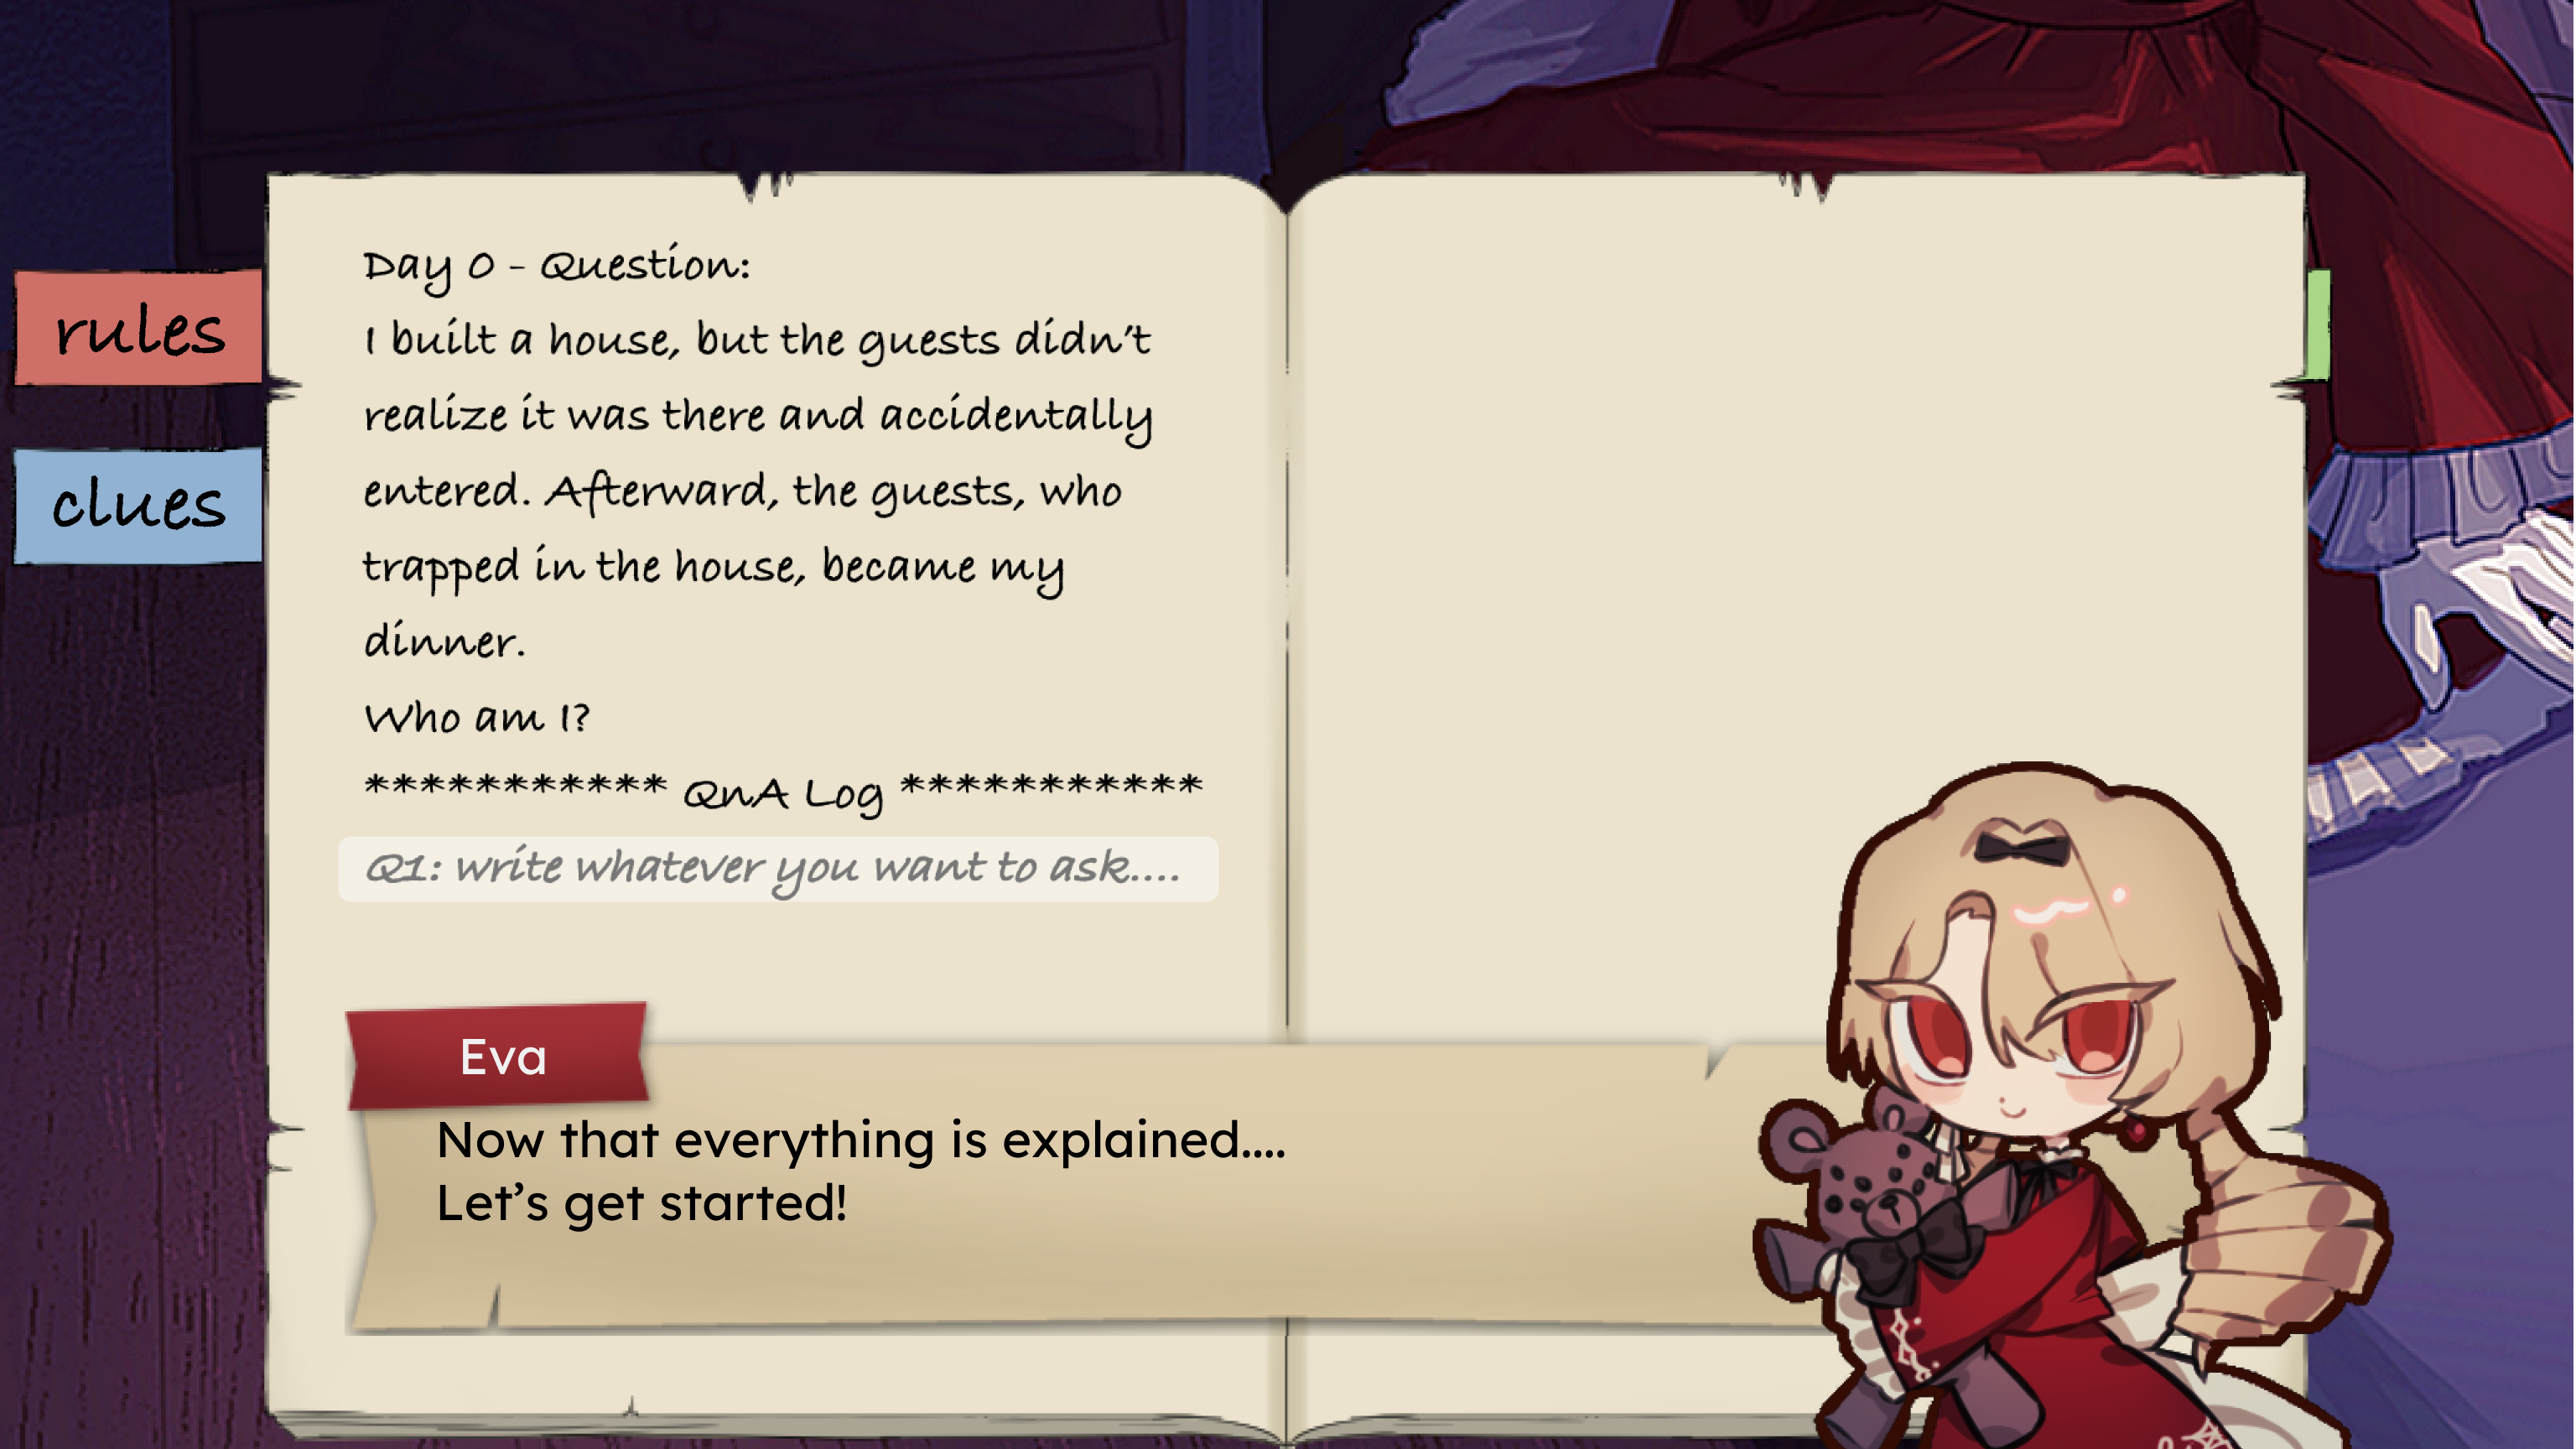 rules
clues
Day 0 - Question:
I built a house, but the guests didn't
realize it was there and accidentally
entered. Afterward, the guests, who
trapped in the house, became my
dinner.
Who am I?
*********** QnA Log ***********
Q1: write whatever you want to ask....
Eva
Now that everything is explained....
Let's get started!